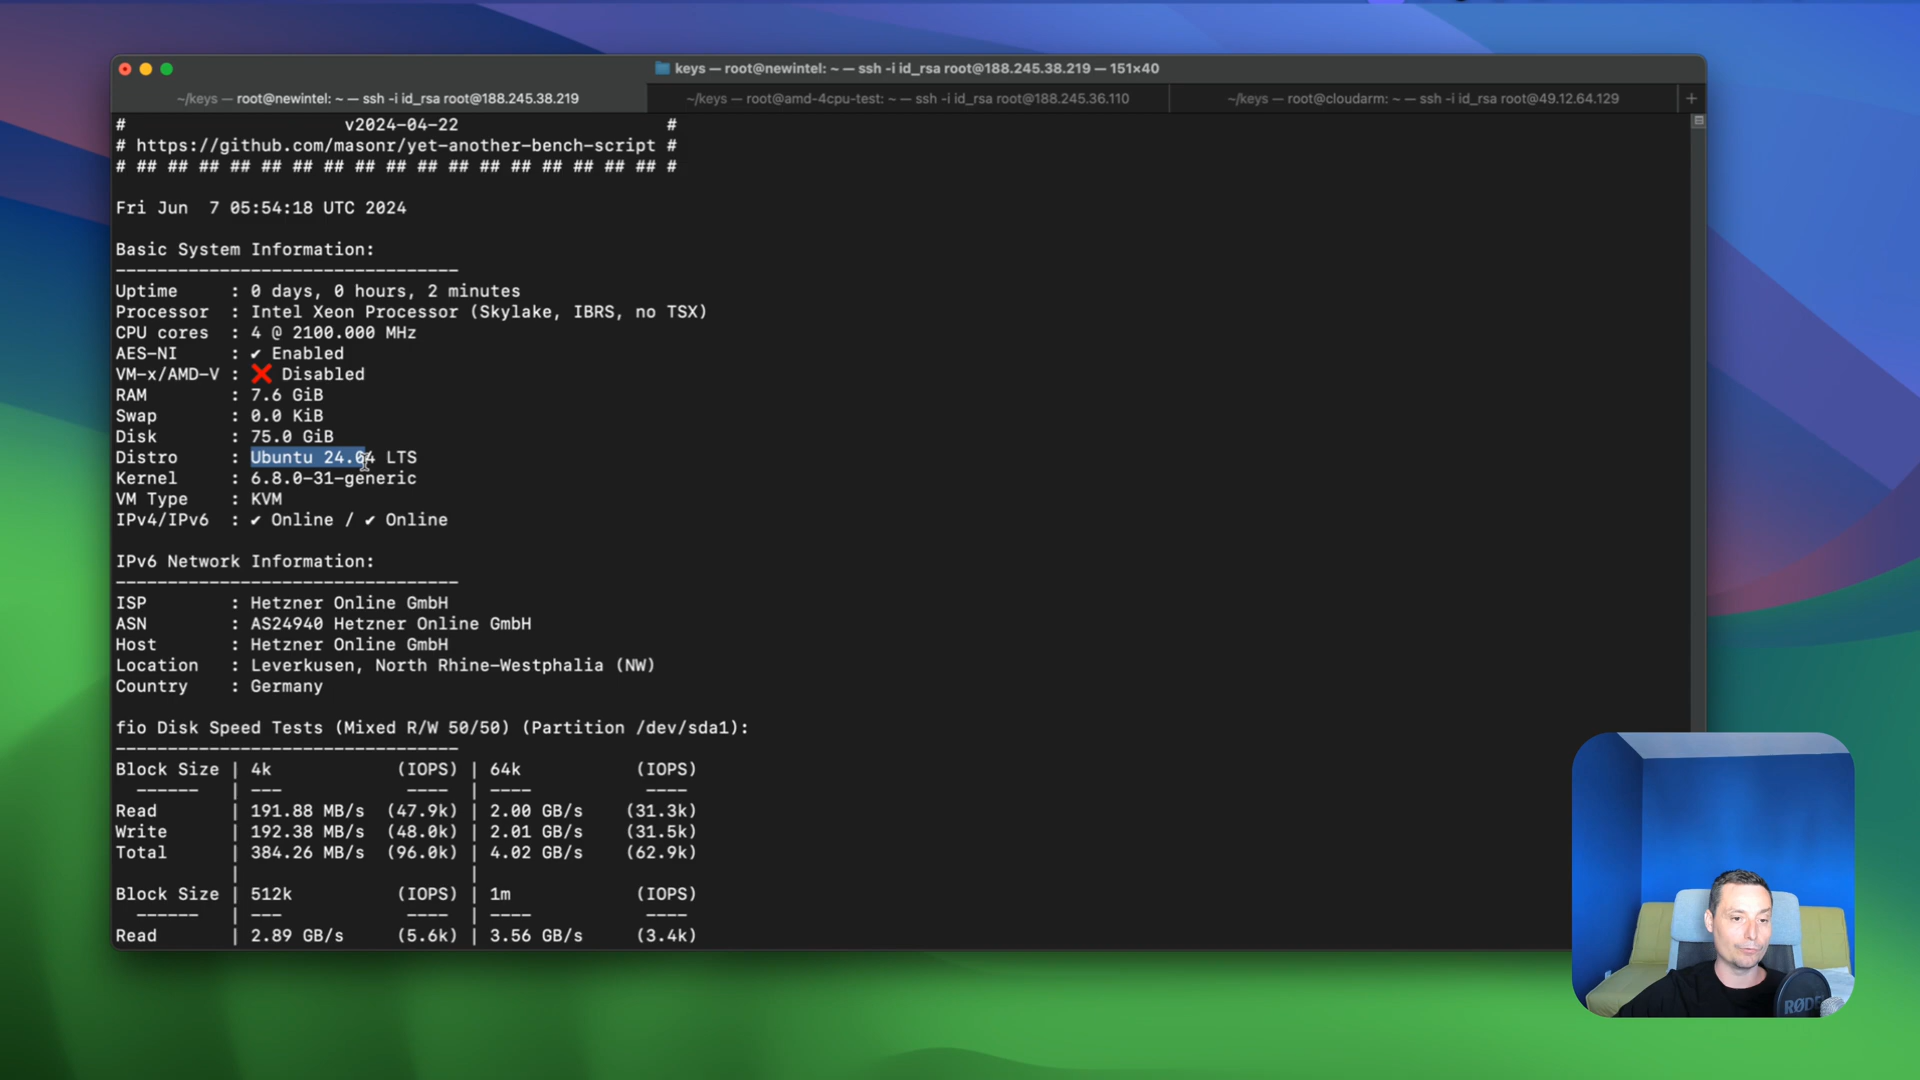 keys — root@newintel: ~ — ssh -i id_rsa root@188.245.38.219 — 151×40
~/keys — root@newintel: ~ — ssh -i id_rsa root@188.245.38.219
~/keys — root@amd-4cpu-test: ~ — ssh -i id_rsa root@188.245.36.110
~/keys — root@cloudarm: ~ — ssh -i id_rsa root@49.12.64.129
+
# v2024-04-22 #
# https://github.com/masonr/yet-another-bench-script #
# ## ## ## ## ## ## ## ## ## ## ## ## ## ## ## ## ## #
Fri Jun  7 05:54:18 UTC 2024
Basic System Information:
---------------------------------
Uptime     : 0 days, 0 hours, 2 minutes
Processor  : Intel Xeon Processor (Skylake, IBRS, no TSX)
CPU cores  : 4 @ 2100.000 MHz
AES-NI     : ✔ Enabled
VM-x/AMD-V : ❌ Disabled
RAM        : 7.6 GiB
Swap       : 0.0 KiB
Disk       : 75.0 GiB
Distro     : Ubuntu 24.04 LTS
Kernel     : 6.8.0-31-generic
VM Type    : KVM
IPv4/IPv6  : ✔ Online / ✔ Online
IPv6 Network Information:
---------------------------------
ISP        : Hetzner Online GmbH
ASN        : AS24940 Hetzner Online GmbH
Host       : Hetzner Online GmbH
Location   : Leverkusen, North Rhine-Westphalia (NW)
Country    : Germany
fio Disk Speed Tests (Mixed R/W 50/50) (Partition /dev/sda1):
---------------------------------
Block Size | 4k            (IOPS) | 64k           (IOPS)
  ------   | ---            ----  | ----           ----
Read       | 191.88 MB/s  (47.9k) | 2.00 GB/s    (31.3k)
Write      | 192.38 MB/s  (48.0k) | 2.01 GB/s    (31.5k)
Total      | 384.26 MB/s  (96.0k) | 4.02 GB/s    (62.9k)
           |                      |
Block Size | 512k          (IOPS) | 1m            (IOPS)
  ------   | ---            ----  | ----           ----
Read       | 2.89 GB/s     (5.6k) | 3.56 GB/s     (3.4k)
RØDE